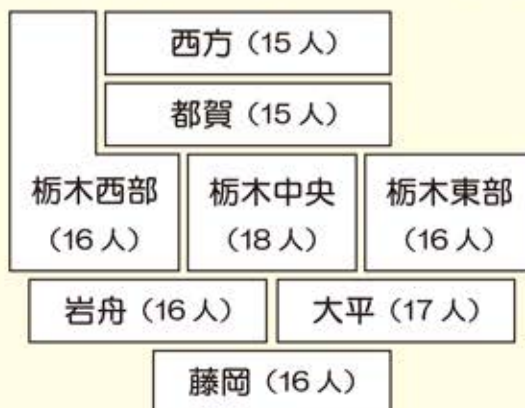 西方（15人）
都賀（15人）
栃木西部
（16人）
栃木中央
（18人）
栃木東部
（16人）
岩舟（16人）
大平（17人）
藤岡（16人）